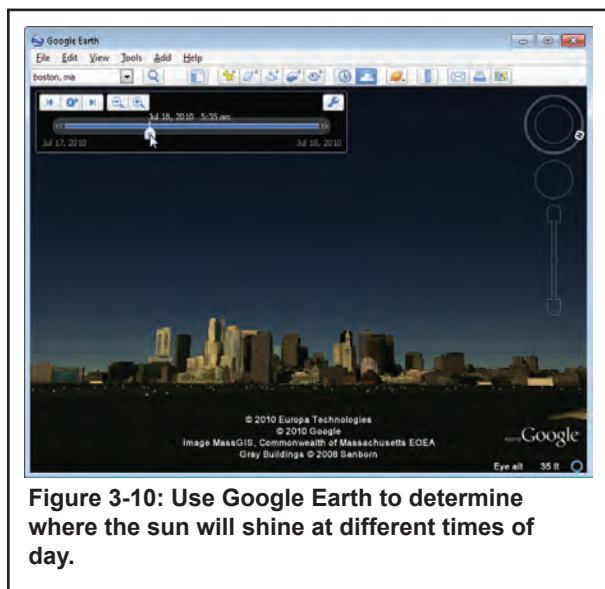 Google Earth
File Edit View Tools Add Help
boston, ma
Jul 18, 2010 5:35 am
Jul 17, 2010 Jul 18, 2010
© 2010 Europa Technologies
© 2010 Google
Image MassGIS, Commonwealth of Massachusetts EOEA
Gray Buildings © 2008 Sanborn
Google
Eye alt 35 ft
Figure 3-10: Use Google Earth to determine
where the sun will shine at different times of
day.